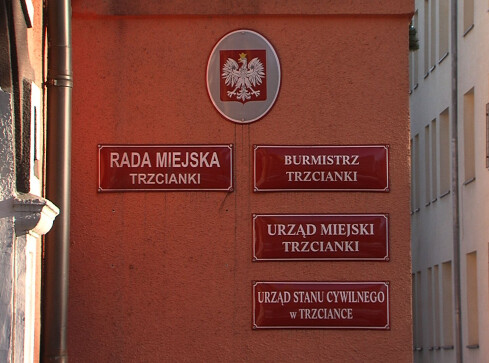 RADA MIEJSKA
TRZCIANKI
BURMISTRZ
TRZCIANKI
URZĄD MIEJSKI
TRZCIANKI
URZĄD STANU CYWILNEGO
w TRZCIANCE